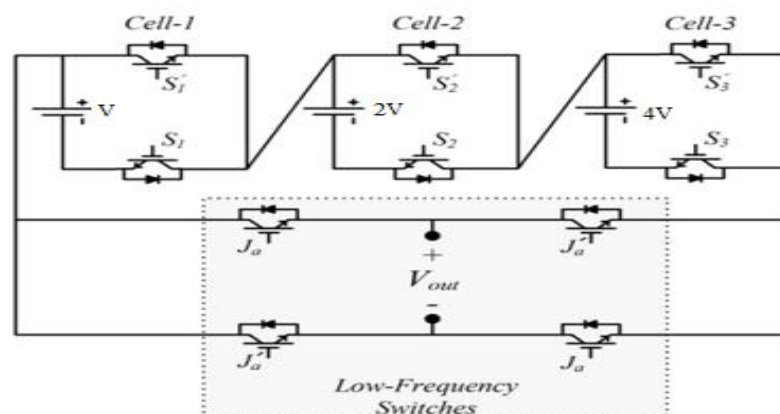 Cell-1
Cell-2
Cell-3
S₁′
S₂′
S₃′
+
V
-
+
2V
-
+
4V
-
S₁
S₂
S₃
Jₐ
+
Jₐ′
Vout
-
Jₐ′
Jₐ
Low-Frequency
Switches